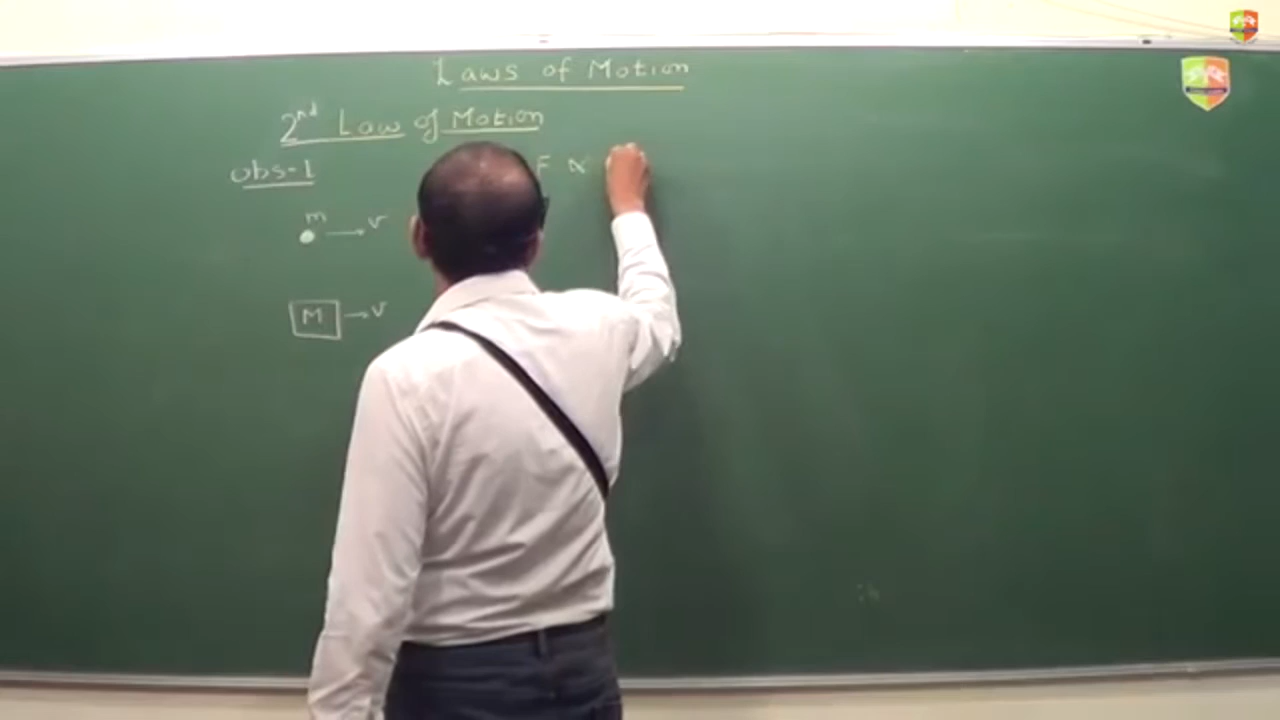 Laws of Motion
2nd Law of Motion
obs-1
F ∝
m
→ v
M → v